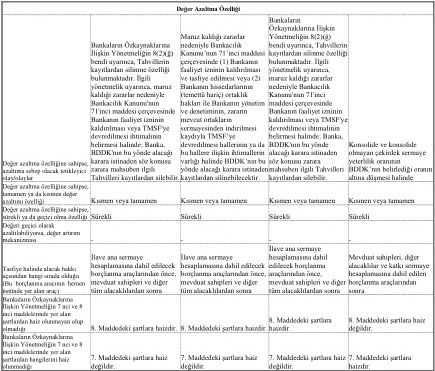 Değer Azaltma Özelliği
Değer azaltma özelliğine sahipse,
azaltıma sebep olacak tetikleyici
olay/olaylar
Bankaların Özkaynaklarına
İlişkin Yönetmeliğin 8(2)(ğ)
bendi uyarınca, Tahvillerin
kayıtlardan silinme özelliği
bulunmaktadır. İlgili
yönetmelik uyarınca, maruz
kaldığı zararlar nedeniyle
Bankacılık Kanunu'nun
71'inci maddesi çerçevesinde
Bankanın faaliyet izninin
kaldırılması veya TMSF'ye
devredilmesi ihtimalinin
belirmesi halinde; Banka,
BDDK'nın bu yönde alacağı
karara istinaden söz konusu
zarara mahsuben ilgili
Tahvilleri kayıtlardan silebilir.
Maruz kaldığı zararlar
nedeniyle Bankacılık
Kanunu'nun 71'inci maddesi
çerçevesinde (1) Bankanın
faaliyet izninin kaldırılması
ve tasfiye edilmesi veya (2)
Bankanın hissedarlarının
(temettü hariç) ortaklık
hakları ile Bankanın yönetim
ve denetiminin, zararın
mevcut ortakların
sermayesinden indirilmesi
kaydıyla TMSF'ye
devredilmesi hallerinin ya da
bu hallere ilişkin ihtimallerin
varlığı halinde BDDK'nın bu
yönde alacağı karara istinaden
kayıtlardan silinebilecektir.
Bankaların
Özkaynaklarına İlişkin
Yönetmeliğin 8(2)(ğ)
bendi uyarınca, Tahvillerin
kayıtlardan silinme özelliği
bulunmaktadır. İlgili
yönetmelik uyarınca,
maruz kaldığı zararlar
nedeniyle Bankacılık
Kanunu'nun 71'inci
maddesi çerçevesinde
Bankanın faaliyet izninin
kaldırılması veya TMSF'ye
devredilmesi ihtimalinin
belirmesi halinde; Banka,
BDDK'nın bu yönde
alacağı karara istinaden
söz konusu zarara
mahsuben ilgili Tahvilleri
kayıtlardan silebilir.
Konsolide ve konsolide
olmayan çekirdek sermaye
yeterlilik oranının
BDDK'nın belirlediği oranın
altına düşmesi halinde
Değer azaltma özelliğine sahipse,
tamamen ya da kısmen değer
azaltımı özelliği
Kısmen veya tamamen
Kısmen veya tamamen
Kısmen veya tamamen
Kısmen veya tamamen
Değer azaltma özelliğine sahipse,
sürekli ya da geçici olma özelliği
Sürekli
Sürekli
Sürekli
Sürekli
Değeri geçici olarak
azaltılabiliyorsa, değer artırım
mekanizması
-
-
-
-
Tasfiye halinde alacak hakkı
açısından hangi sırada olduğu
(Bu borçlanma aracının hemen
üstünde yer alan araç)
İlave ana sermaye
hesaplamasına dahil edilecek
borçlanma araçlarından önce,
mevduat sahipleri ve diğer
tüm alacaklılardan sonra
İlave ana sermaye
hesaplamasına dahil edilecek
borçlanma araçlarından önce,
mevduat sahipleri ve diğer
tüm alacaklılardan sonra
İlave ana sermaye
hesaplamasına dahil
edilecek borçlanma
araçlarından önce,
mevduat sahipleri ve diğer
tüm alacaklılardan sonra
Mevduat sahipleri, diğer
alacaklılar ve katkı sermaye
hesaplamasına dahil edilen
borçlanma araçlarından
sonra
Bankaların Özkaynaklarına
İlişkin Yönetmeliğin 7 nci ve 8
inci maddelerinde yer alan
şartlardan haiz olunmayan olup
olmadığı
8. Maddedeki şartlara haizdir.
8. Maddedeki şartlara haizdir.
8. Maddedeki şartlara
haizdir.
8. Maddedeki şartlara haiz
değildir.
Bankaların Özkaynaklarına
İlişkin Yönetmeliğin 7 nci ve 8
inci maddelerinde yer alan
şartlardan hangilerini haiz
olunmadığı
7. Maddedeki şartlara haiz
değildir.
7. Maddedeki şartlara haiz
değildir.
7. Maddedeki şartlara haiz
değildir.
7. Maddedeki şartlara
haizdir.